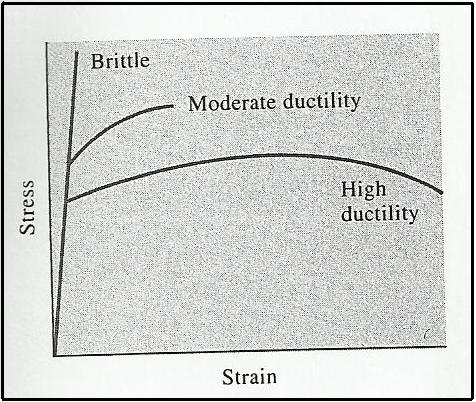 Brittle
Moderate ductility
High
ductility
Stress
Strain